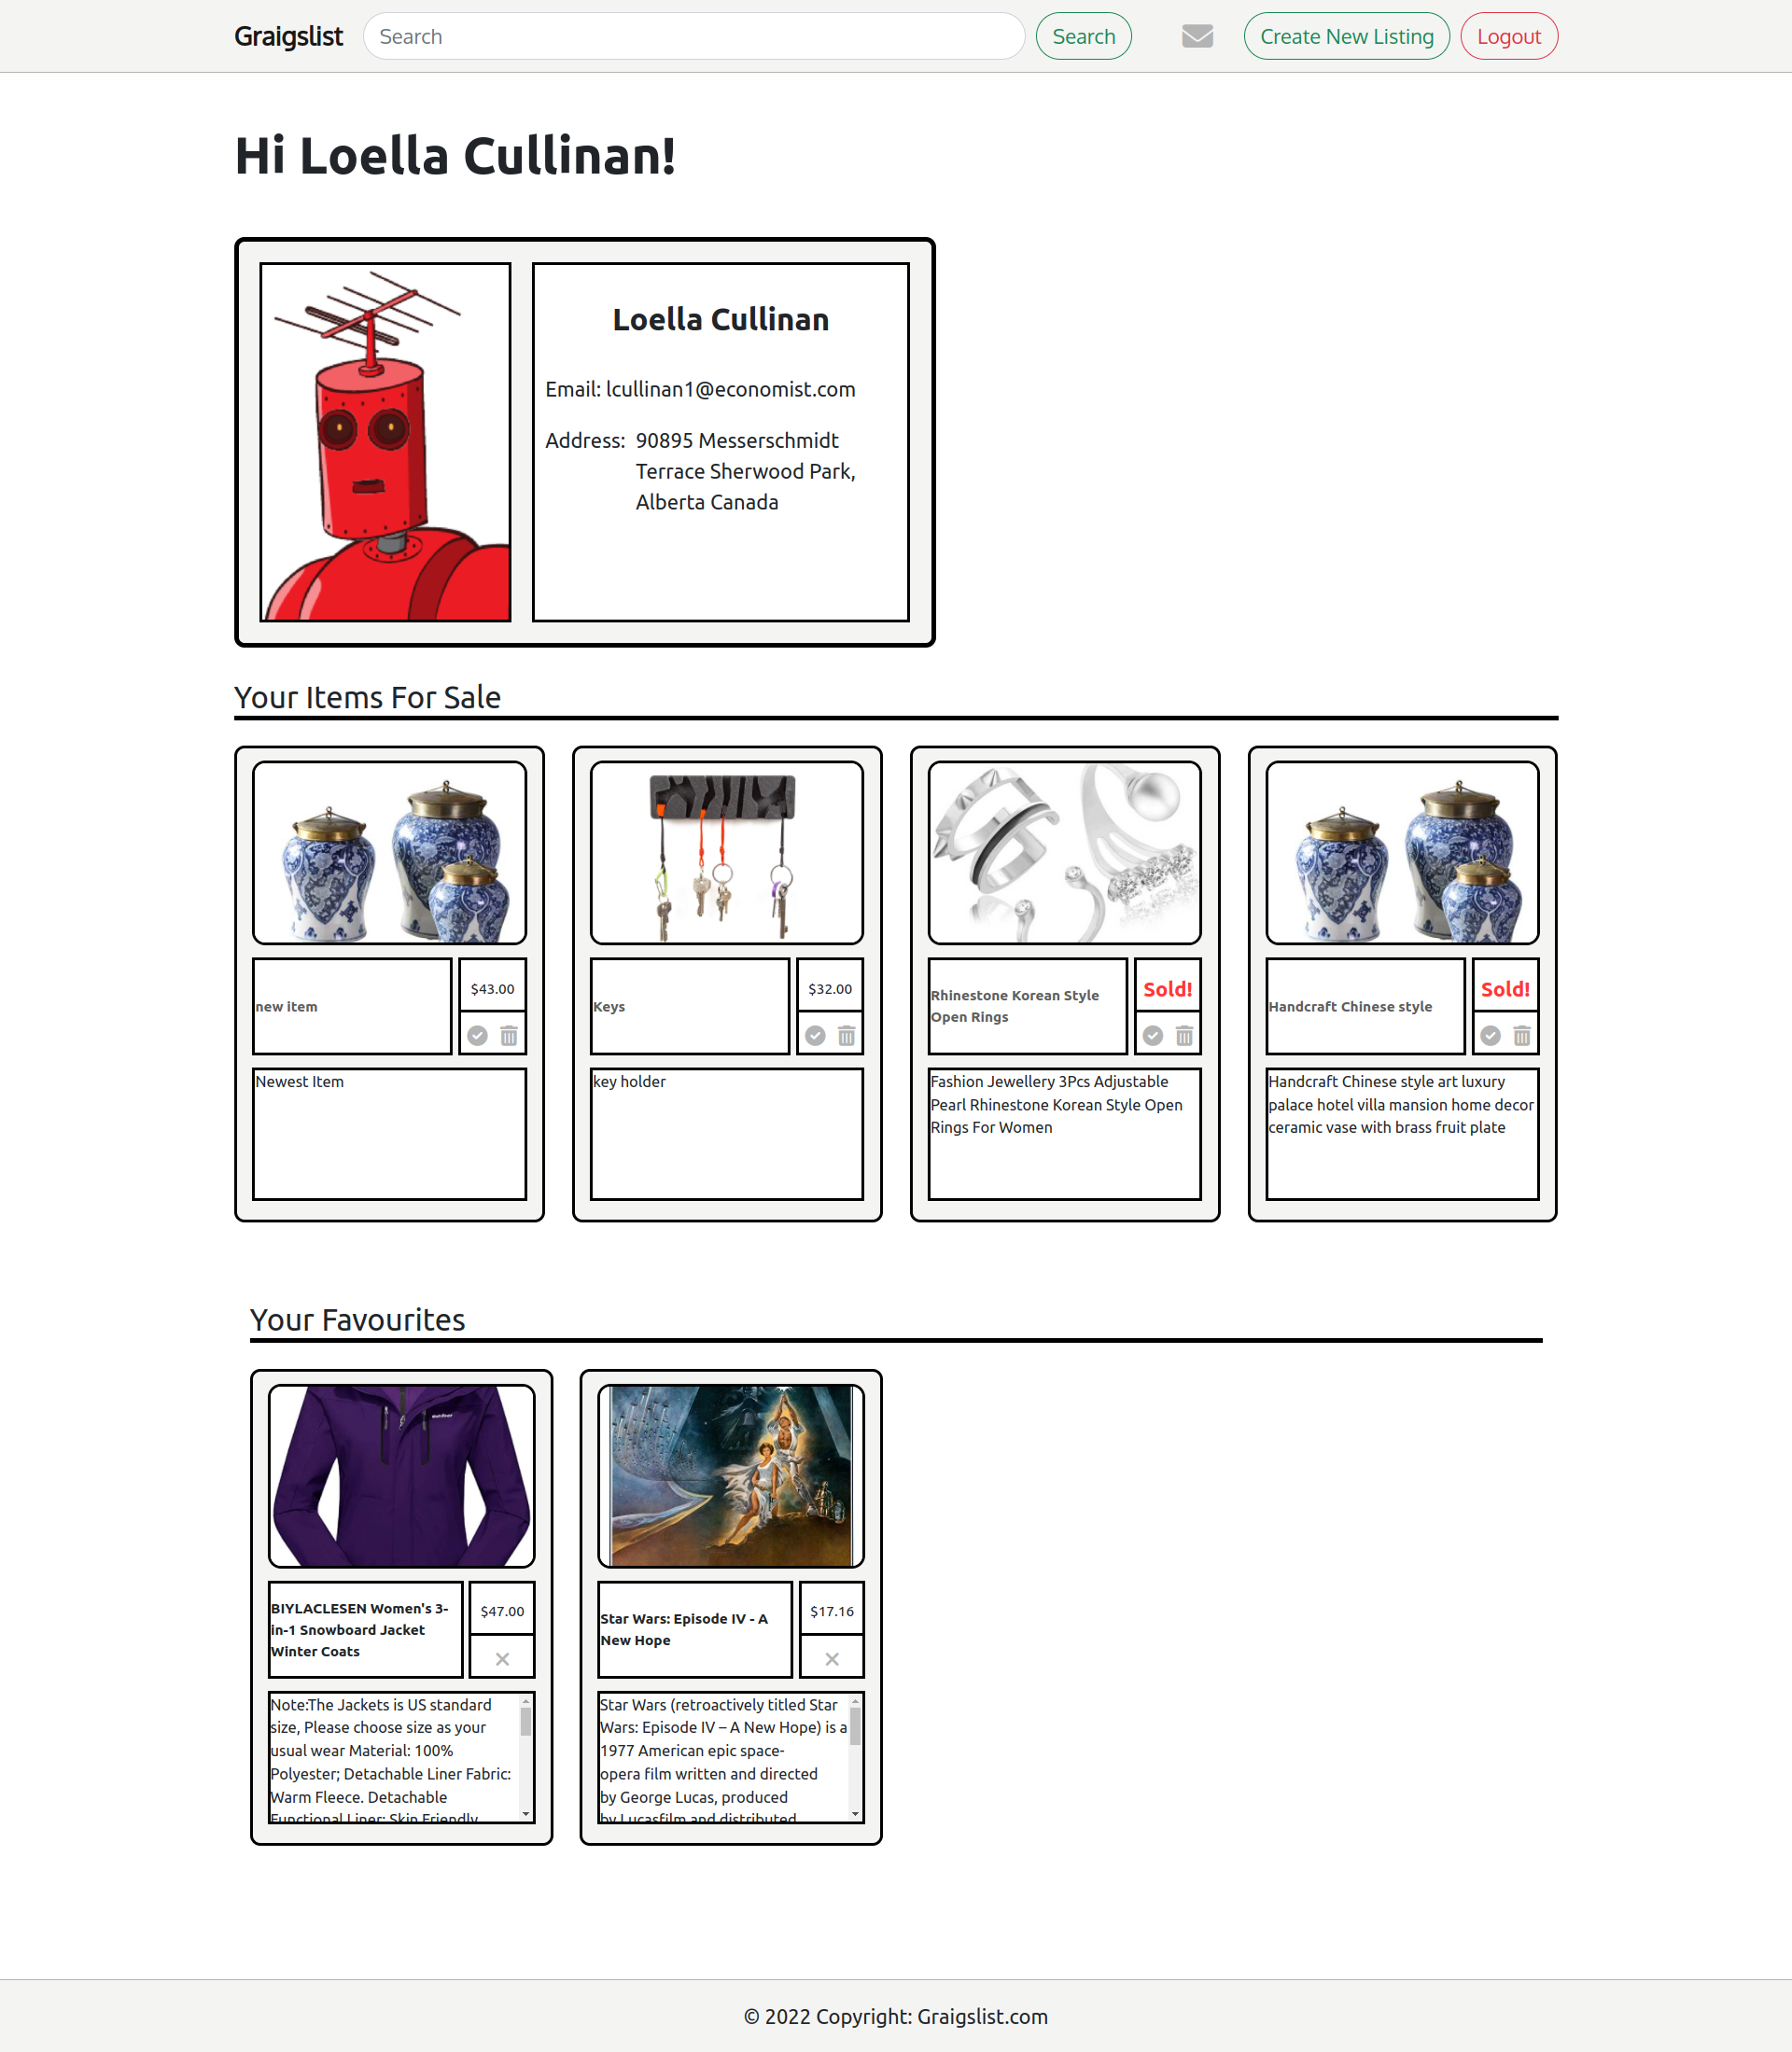 Graigslist Search Search Create New Listing Logout
Hi Loella Cullinan!
Loella Cullinan
Email: lcullinan1@economist.com
Address: 90895 Messerschmidt
Terrace Sherwood Park,
Alberta Canada
Your Items For Sale
new item
$43.00
Newest Item
Keys
$32.00
key holder
Rhinestone Korean Style
Open Rings
Sold!
Fashion Jewellery 3Pcs Adjustable
Pearl Rhinestone Korean Style Open
Rings For Women
Handcraft Chinese style
Sold!
Handcraft Chinese style art luxury
palace hotel villa mansion home decor
ceramic vase with brass fruit plate
Your Favourites
BIYLACLESEN Women's 3-
in-1 Snowboard Jacket
Winter Coats
$47.00
Note:The Jackets is US standard
size, Please choose size as your
usual wear Material: 100%
Polyester; Detachable Liner Fabric:
Warm Fleece. Detachable
Functional Liner: Skin Friendly
Star Wars: Episode IV - A
New Hope
$17.16
Star Wars (retroactively titled Star
Wars: Episode IV – A New Hope) is a
1977 American epic space-
opera film written and directed
by George Lucas, produced
by Lucasfilm and distributed
© 2022 Copyright: Graigslist.com